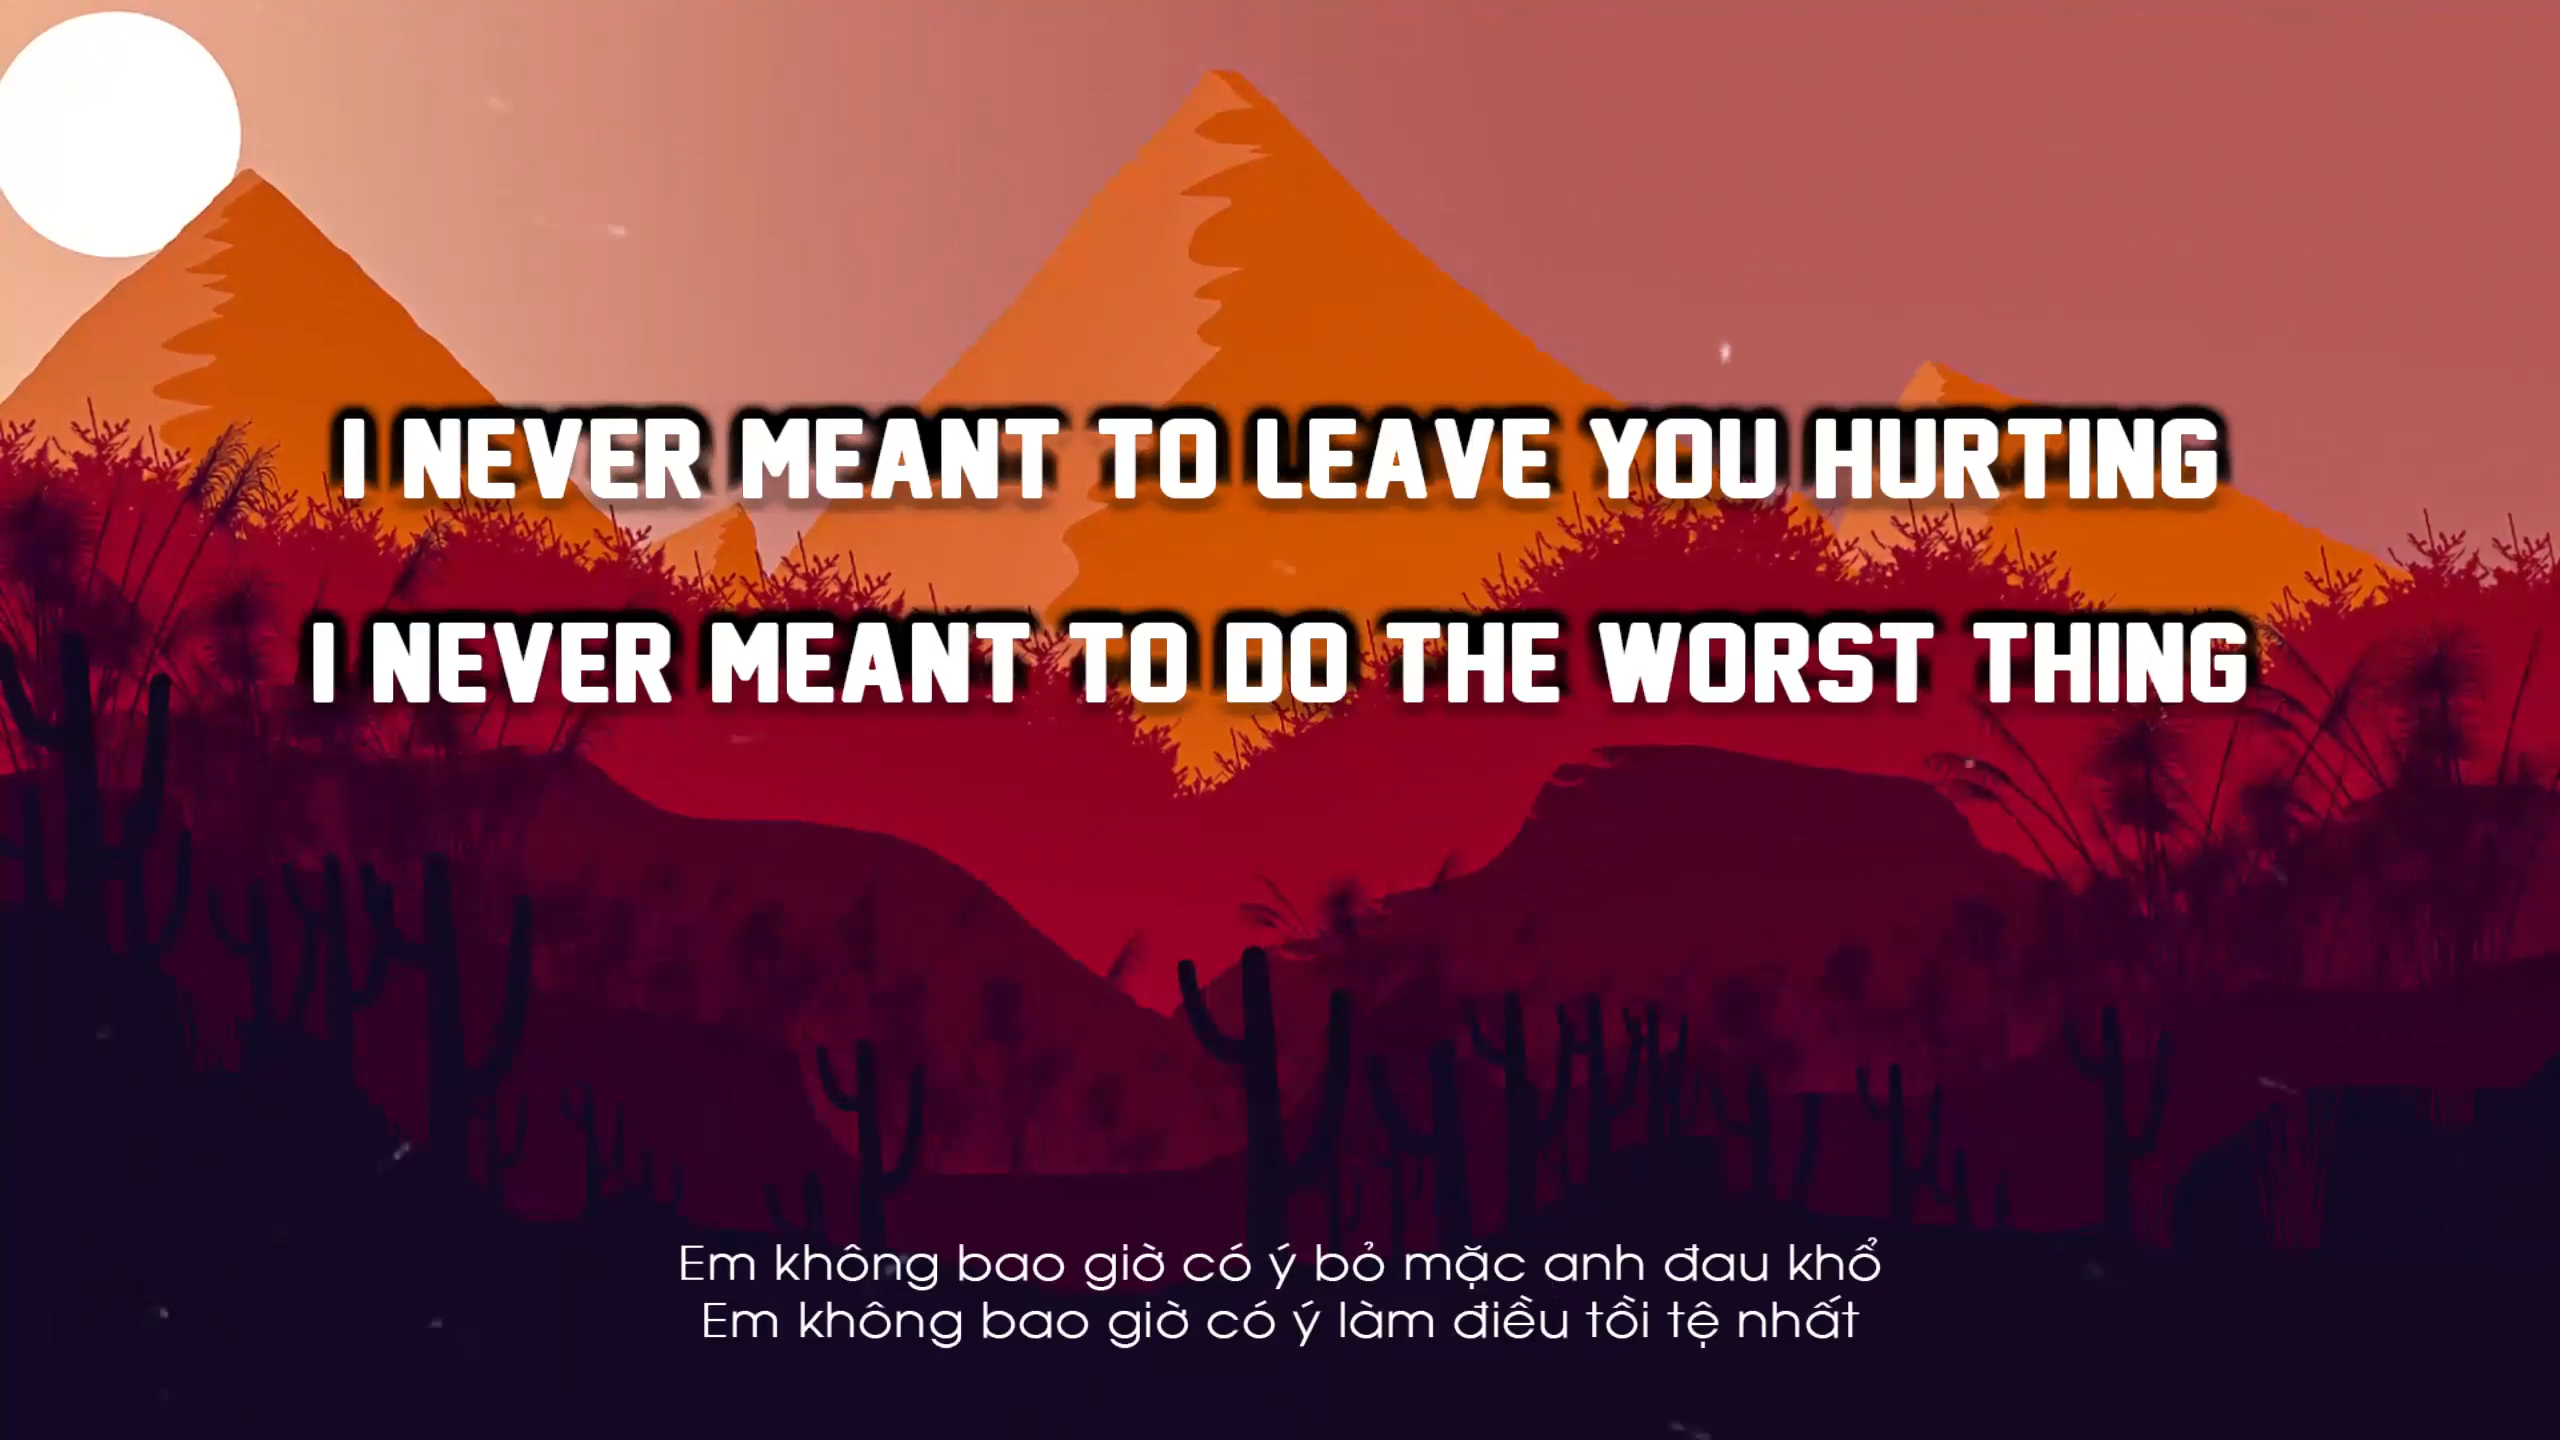 I NEVER MEANT TO LEAVE YOU HURTING
I NEVER MEANT TO DO THE WORST THING
Em không bao giờ có ý bỏ mặc anh đau khổ
Em không bao giờ có ý làm điều tồi tệ nhất